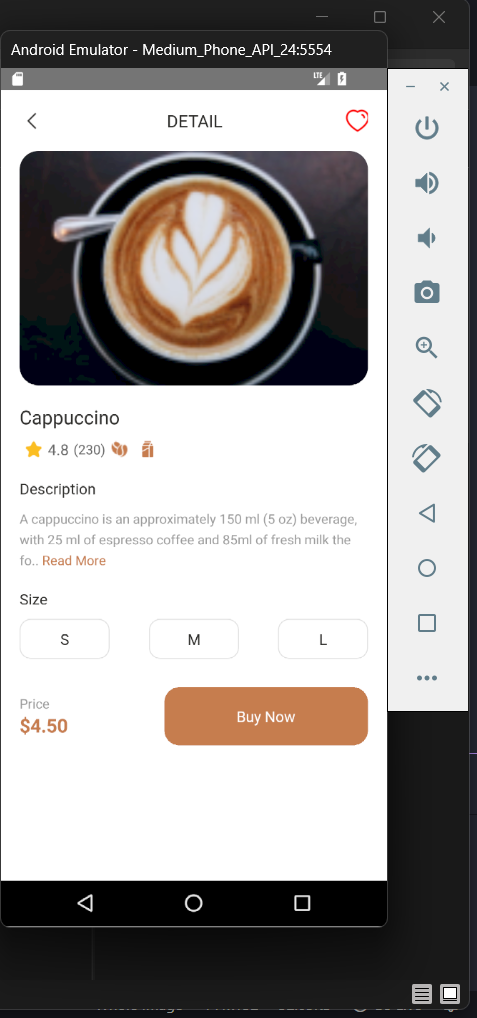 Android Emulator - Medium_Phone_API_24:5554
LTE
DETAIL
Cappuccino
4.8 (230)
Description
A cappuccino is an approximately 150 ml (5 oz) beverage,
with 25 ml of espresso coffee and 85ml of fresh milk the
fo.. Read More
Size
S M L
Price
$4.50
Buy Now